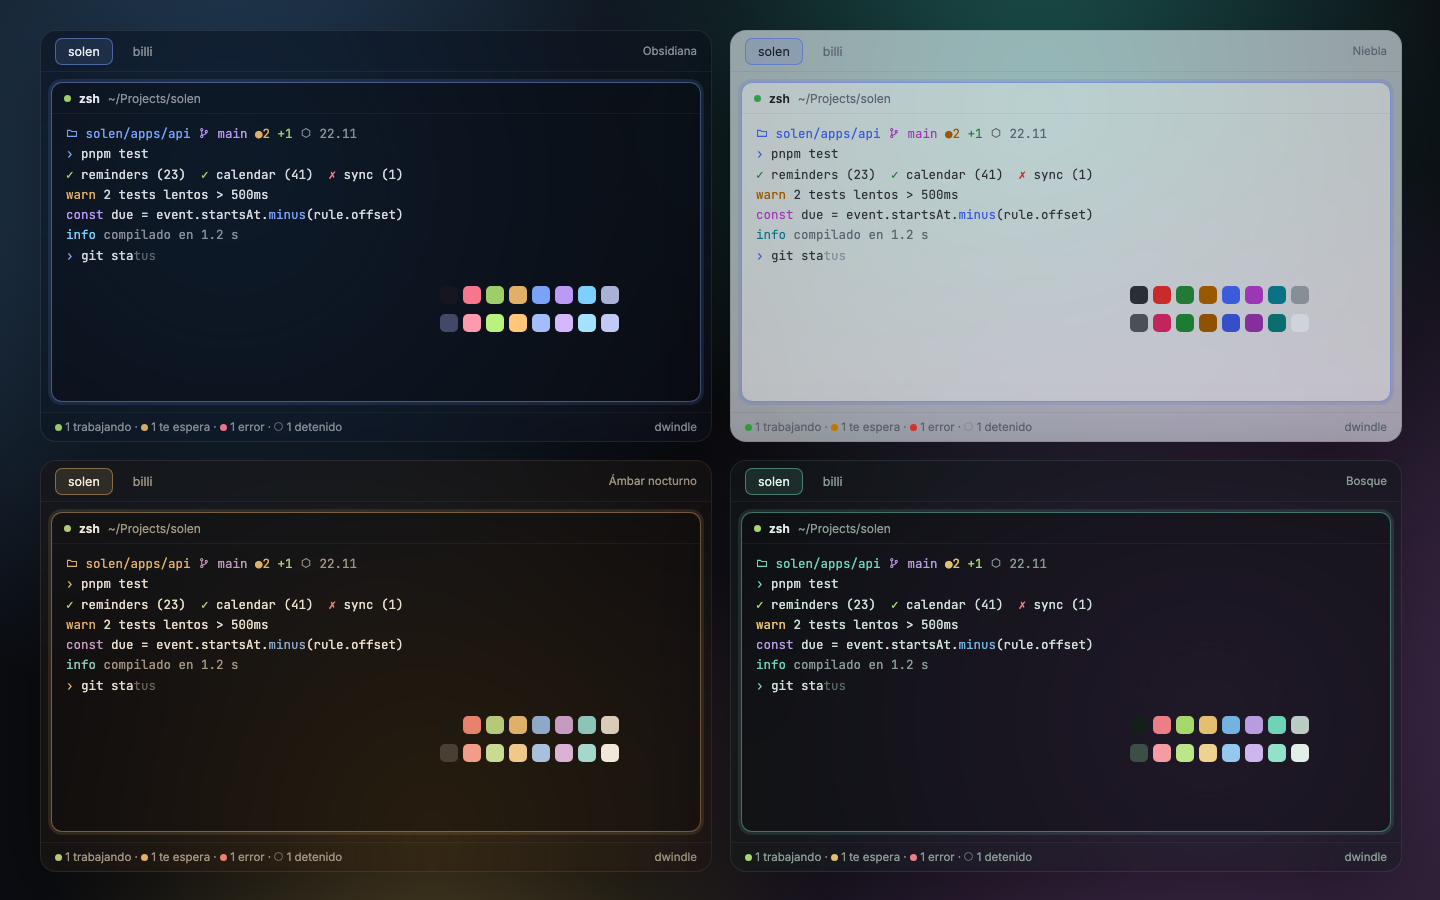 solen billi Obsidiana
zsh ~/Projects/solen
solen/apps/api main ●2 +1 ⬡ 22.11
› pnpm test
✓ reminders (23) ✓ calendar (41) ✗ sync (1)
warn 2 tests lentos > 500ms
const due = event.startsAt.minus(rule.offset)
info compilado en 1.2 s
› git status
1 trabajando · 1 te espera · 1 error · 1 detenido dwindle
solen billi Niebla
zsh ~/Projects/solen
solen/apps/api main ●2 +1 ⬡ 22.11
› pnpm test
✓ reminders (23) ✓ calendar (41) ✗ sync (1)
warn 2 tests lentos > 500ms
const due = event.startsAt.minus(rule.offset)
info compilado en 1.2 s
› git status
1 trabajando · 1 te espera · 1 error · 1 detenido dwindle
solen billi Ámbar nocturno
zsh ~/Projects/solen
solen/apps/api main ●2 +1 ⬡ 22.11
› pnpm test
✓ reminders (23) ✓ calendar (41) ✗ sync (1)
warn 2 tests lentos > 500ms
const due = event.startsAt.minus(rule.offset)
info compilado en 1.2 s
› git status
1 trabajando · 1 te espera · 1 error · 1 detenido dwindle
solen billi Bosque
zsh ~/Projects/solen
solen/apps/api main ●2 +1 ⬡ 22.11
› pnpm test
✓ reminders (23) ✓ calendar (41) ✗ sync (1)
warn 2 tests lentos > 500ms
const due = event.startsAt.minus(rule.offset)
info compilado en 1.2 s
› git status
1 trabajando · 1 te espera · 1 error · 1 detenido dwindle